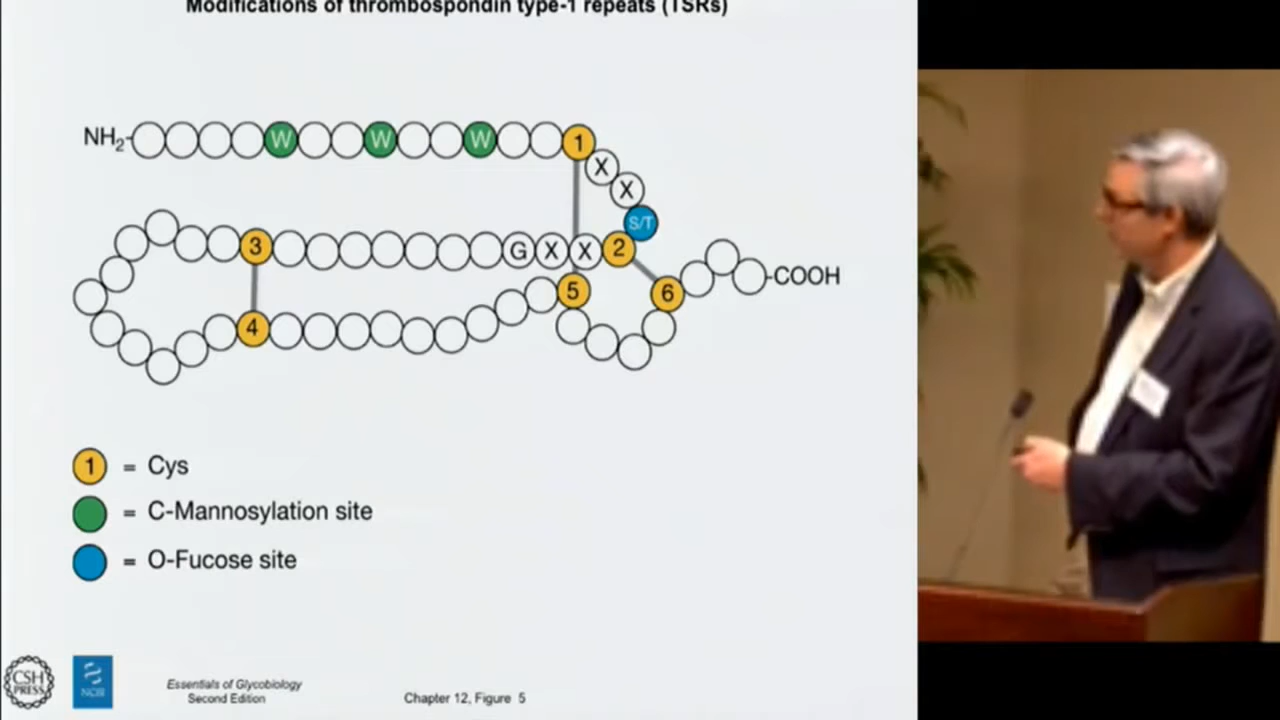 Modifications of thrombospondin type-1 repeats (TSRs)
NH2 W W W 1
X
X
S/T
3 G X X 2
5 6 COOH
4
1 = Cys
= C-Mannosylation site
= O-Fucose site
CSH PRESS
NCBI
Essentials of Glycobiology
Second Edition
Chapter 12, Figure 5